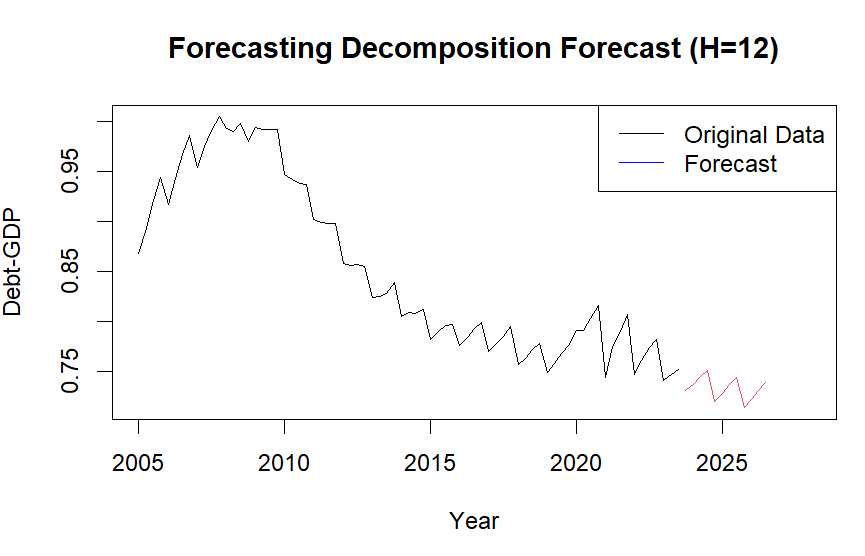 Forecasting Decomposition Forecast (H=12)
Original Data
Forecast
Debt-GDP
0.95
0.85
0.75
2005 2010 2015 2020 2025
Year